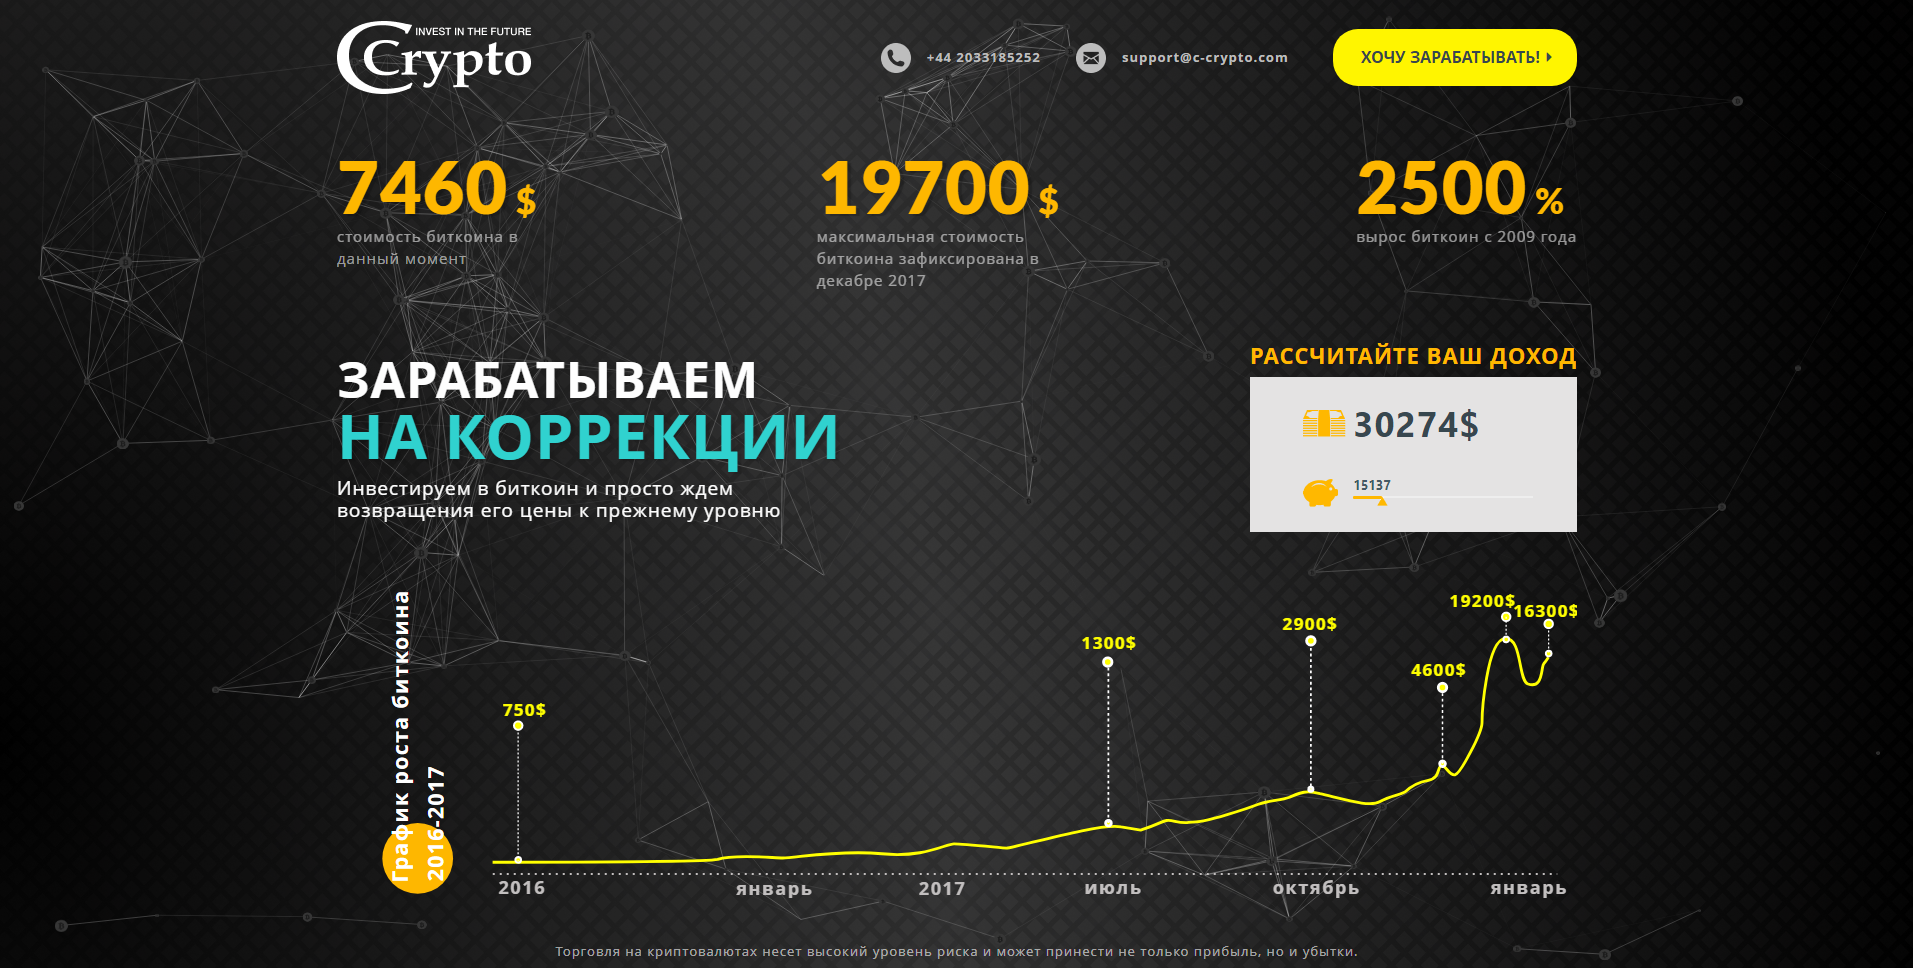 INVEST IN THE FUTURE
CCrypto
+44 2033185252
support@c-crypto.com
ХОЧУ ЗАРАБАТЫВАТЬ!
7460 $
стоимость биткоина в
данный момент
19700 $
максимальная стоимость
биткоина зафиксирована в
декабре 2017
2500 %
вырос биткоин с 2009 года
ЗАРАБАТЫВАЕМ
НА КОРРЕКЦИИ
Инвестируем в биткоин и просто ждем
возвращения его цены к прежнему уровню
РАССЧИТАЙТЕ ВАШ ДОХОД
30274$
15137
График роста биткоина
2016-2017
750$
1300$
2900$
4600$
19200$
16300$
2016
январь
2017
июль
октябрь
январь
Торговля на криптовалютах несет высокий уровень риска и может принести не только прибыль, но и убытки.